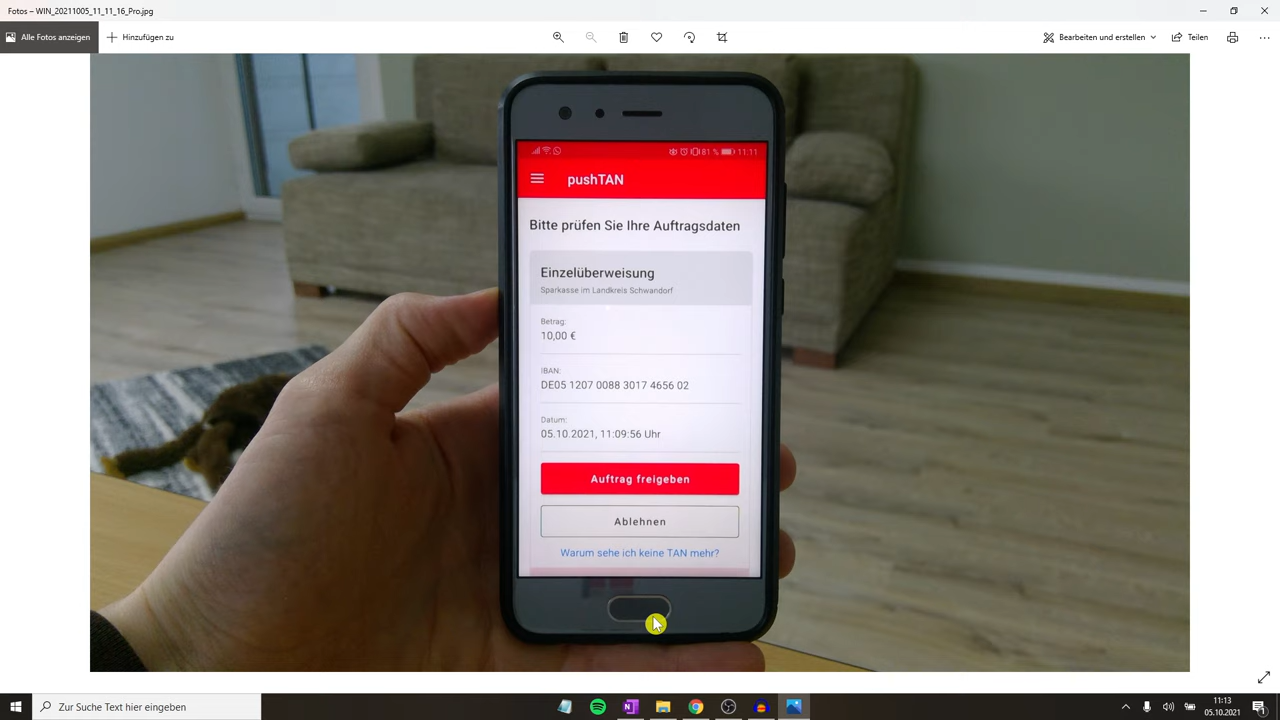 Fotos – WIN_20211005_11_11_16_Pro.jpg
Alle Fotos anzeigen
Hinzufügen zu
Bearbeiten und erstellen
Teilen
81 % 11:11
pushTAN
Bitte prüfen Sie Ihre Auftragsdaten
Einzelüberweisung
Sparkasse im Landkreis Schwandorf
Betrag:
10,00 €
IBAN:
DE05 1207 0088 3017 4656 02
Datum:
05.10.2021, 11:09:56 Uhr
Auftrag freigeben
Ablehnen
Warum sehe ich keine TAN mehr?
Zur Suche Text hier eingeben
11:13
05.10.2021